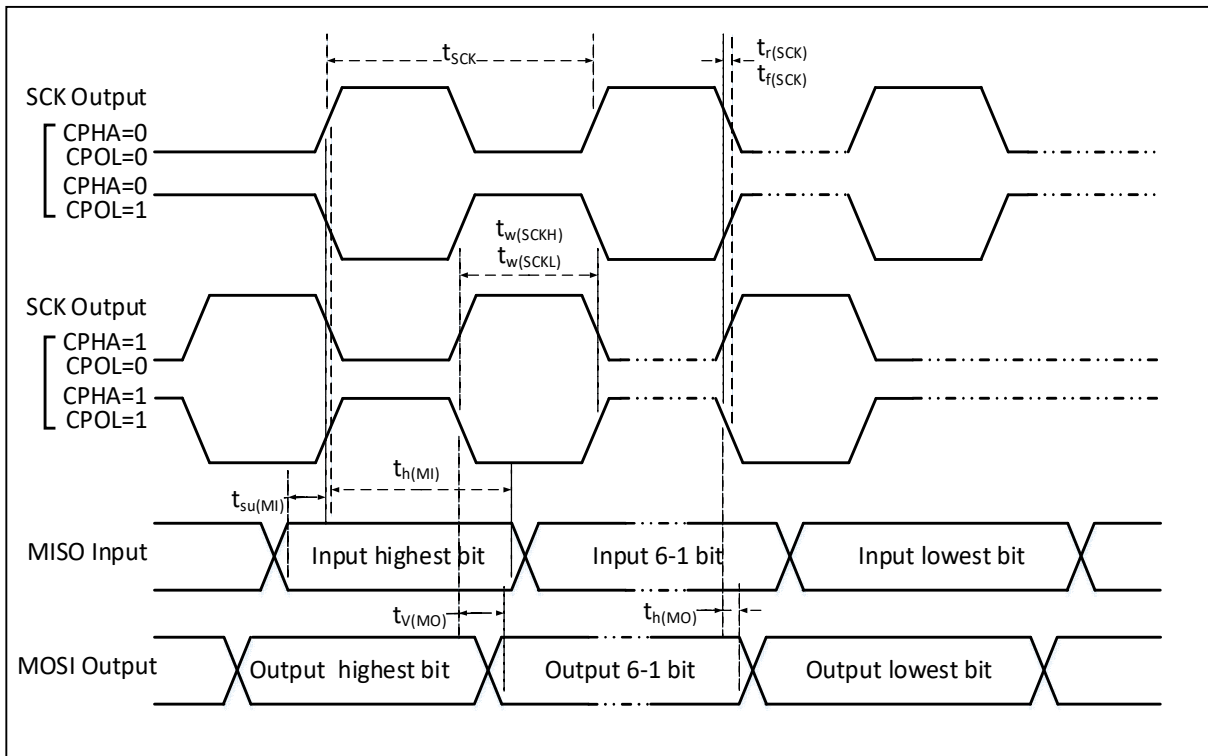 tSCK
tr(SCK)
tf(SCK)
SCK Output
CPHA=0
CPOL=0
CPHA=0
CPOL=1
tw(SCKH)
tw(SCKL)
SCK Output
CPHA=1
CPOL=0
CPHA=1
CPOL=1
th(MI)
tsu(MI)
MISO Input
Input highest bit
Input 6-1 bit
Input lowest bit
tV(MO)
th(MO)
MOSI Output
Output highest bit
Output 6-1 bit
Output lowest bit